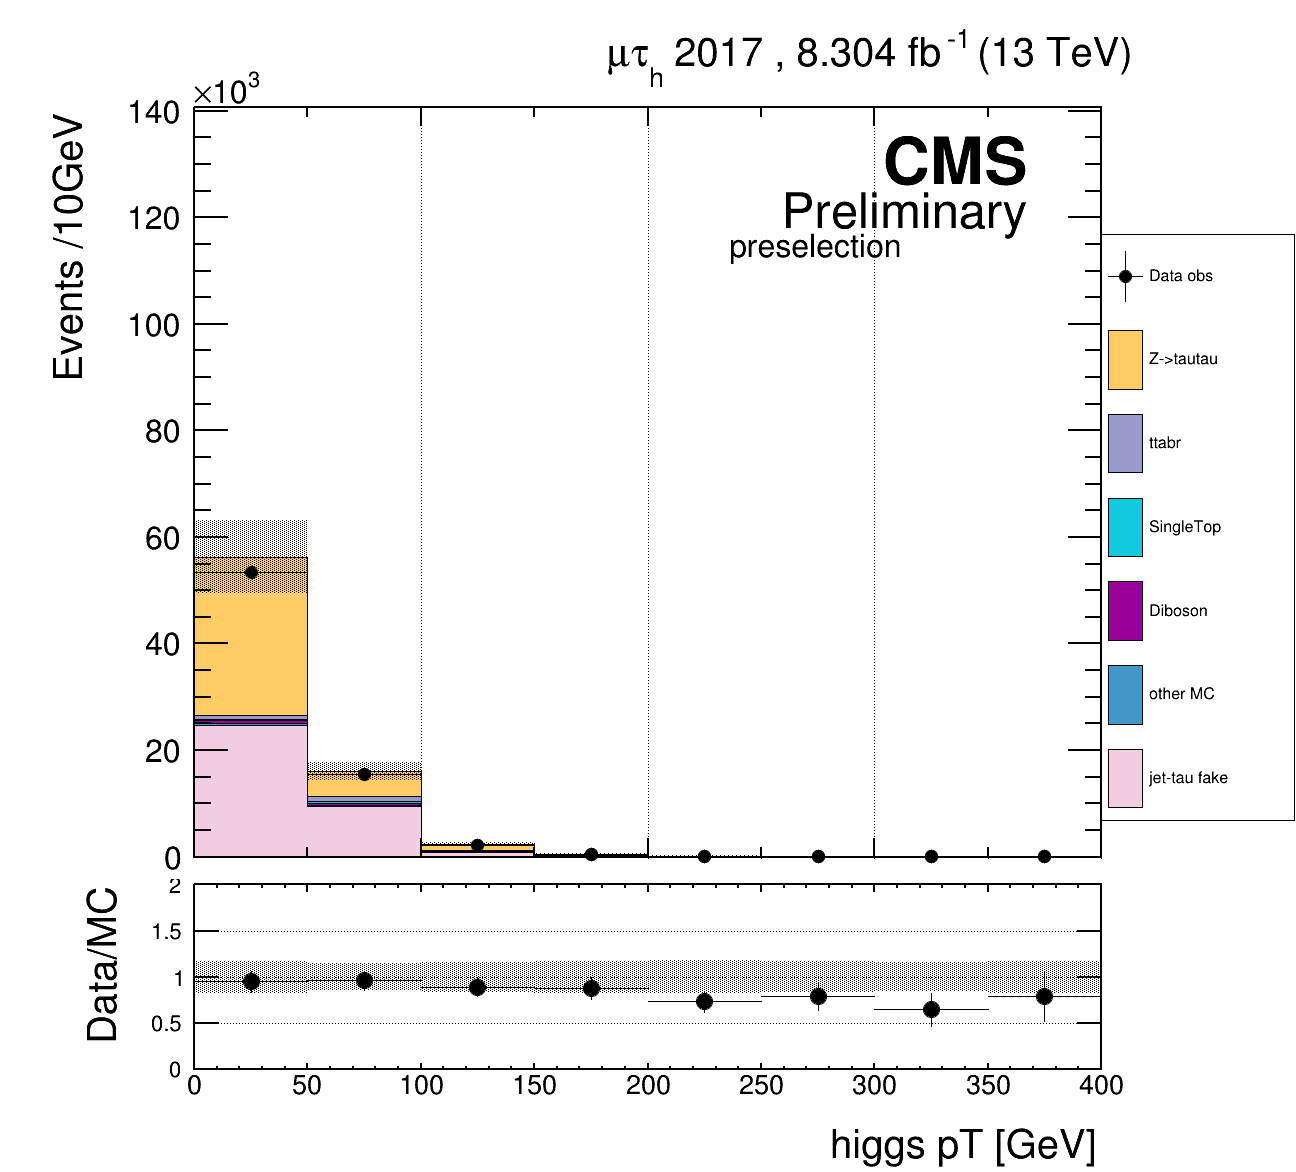 μτh 2017 , 8.304 fb-1 (13 TeV)
×103
Events /10GeV
140
120
100
80
60
40
20
0
CMS
Preliminary
preselection
Data obs
Z->tautau
ttabr
SingleTop
Diboson
other MC
jet-tau fake
Data/MC
2
1.5
1
0.5
0
0 50 100 150 200 250 300 350 400
higgs pT [GeV]